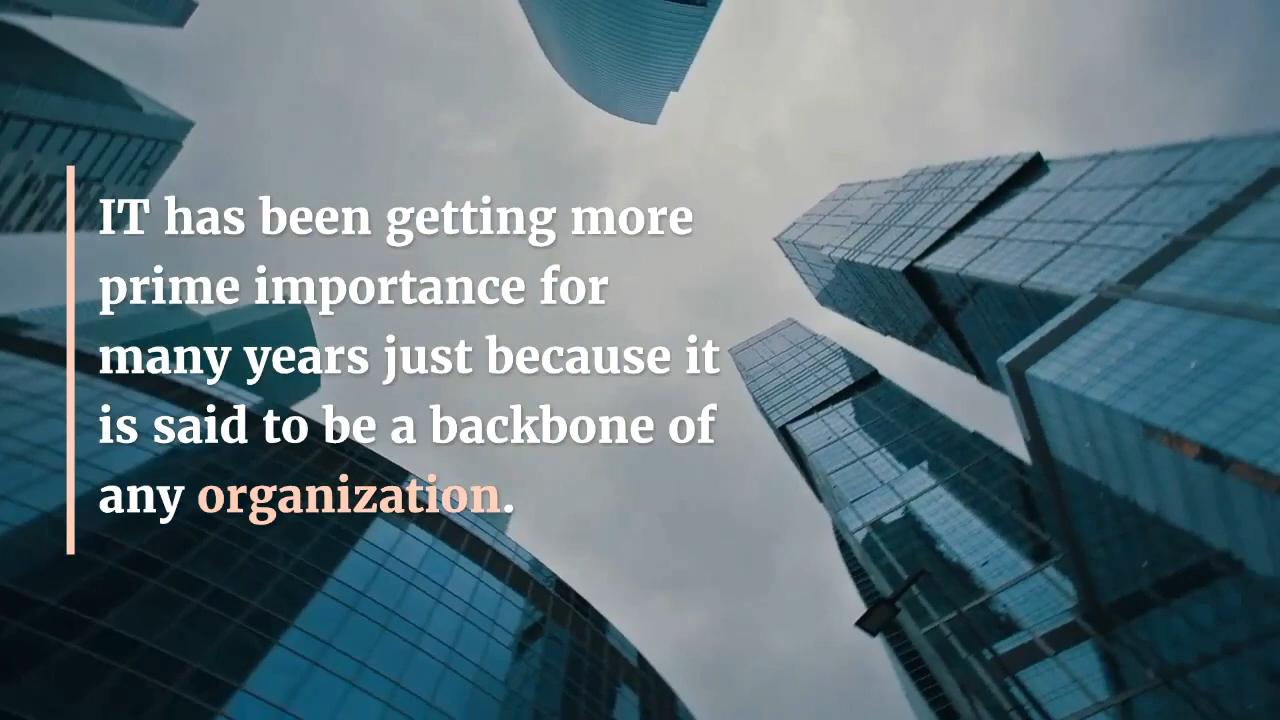 IT has been getting more
prime importance for
many years just because it
is said to be a backbone of
any organization.